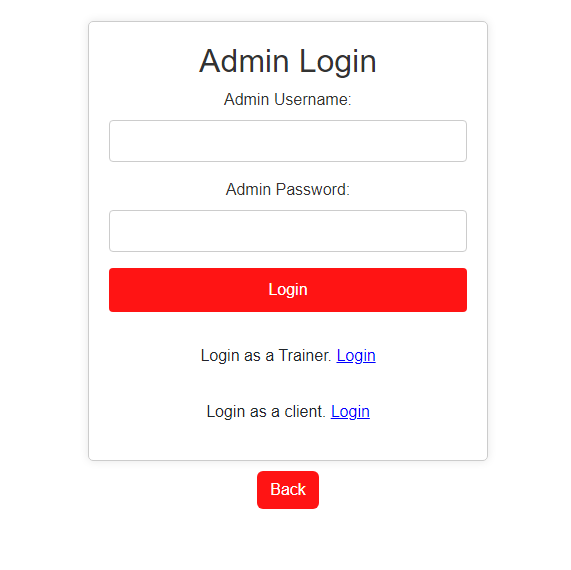 Admin Login
Admin Username:
Admin Password:
Login
Login as a Trainer. Login
Login as a client. Login
Back